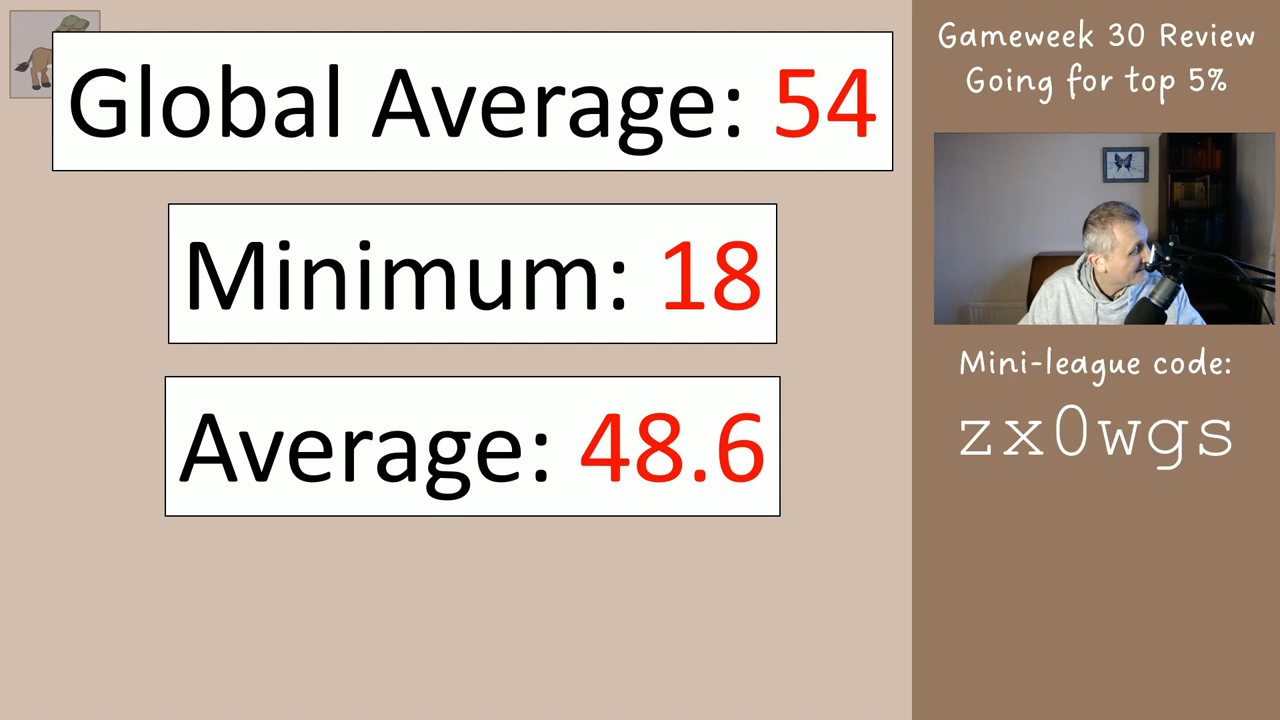 Global Average: 54
Minimum: 18
Average: 48.6
Gameweek 30 Review
Going for top 5%
Mini-league code:
zx0wgs